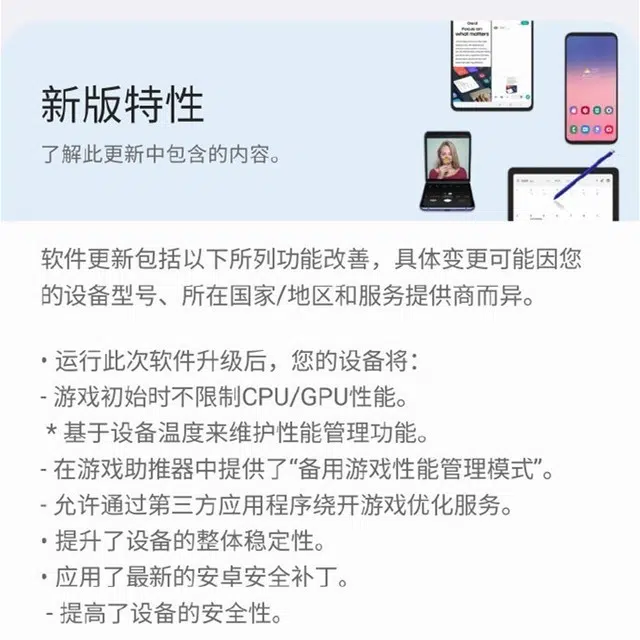 what matters
新版特性
了解此更新中包含的内容。
软件更新包括以下所列功能改善，具体变更可能因您
的设备型号、所在国家/地区和服务提供商而异。
• 运行此次软件升级后，您的设备将：
- 游戏初始时不限制CPU/GPU性能。
* 基于设备温度来维护性能管理功能。
- 在游戏助推器中提供了“备用游戏性能管理模式”。
- 允许通过第三方应用程序绕开游戏优化服务。
• 提升了设备的整体稳定性。
• 应用了最新的安卓安全补丁。
- 提高了设备的安全性。